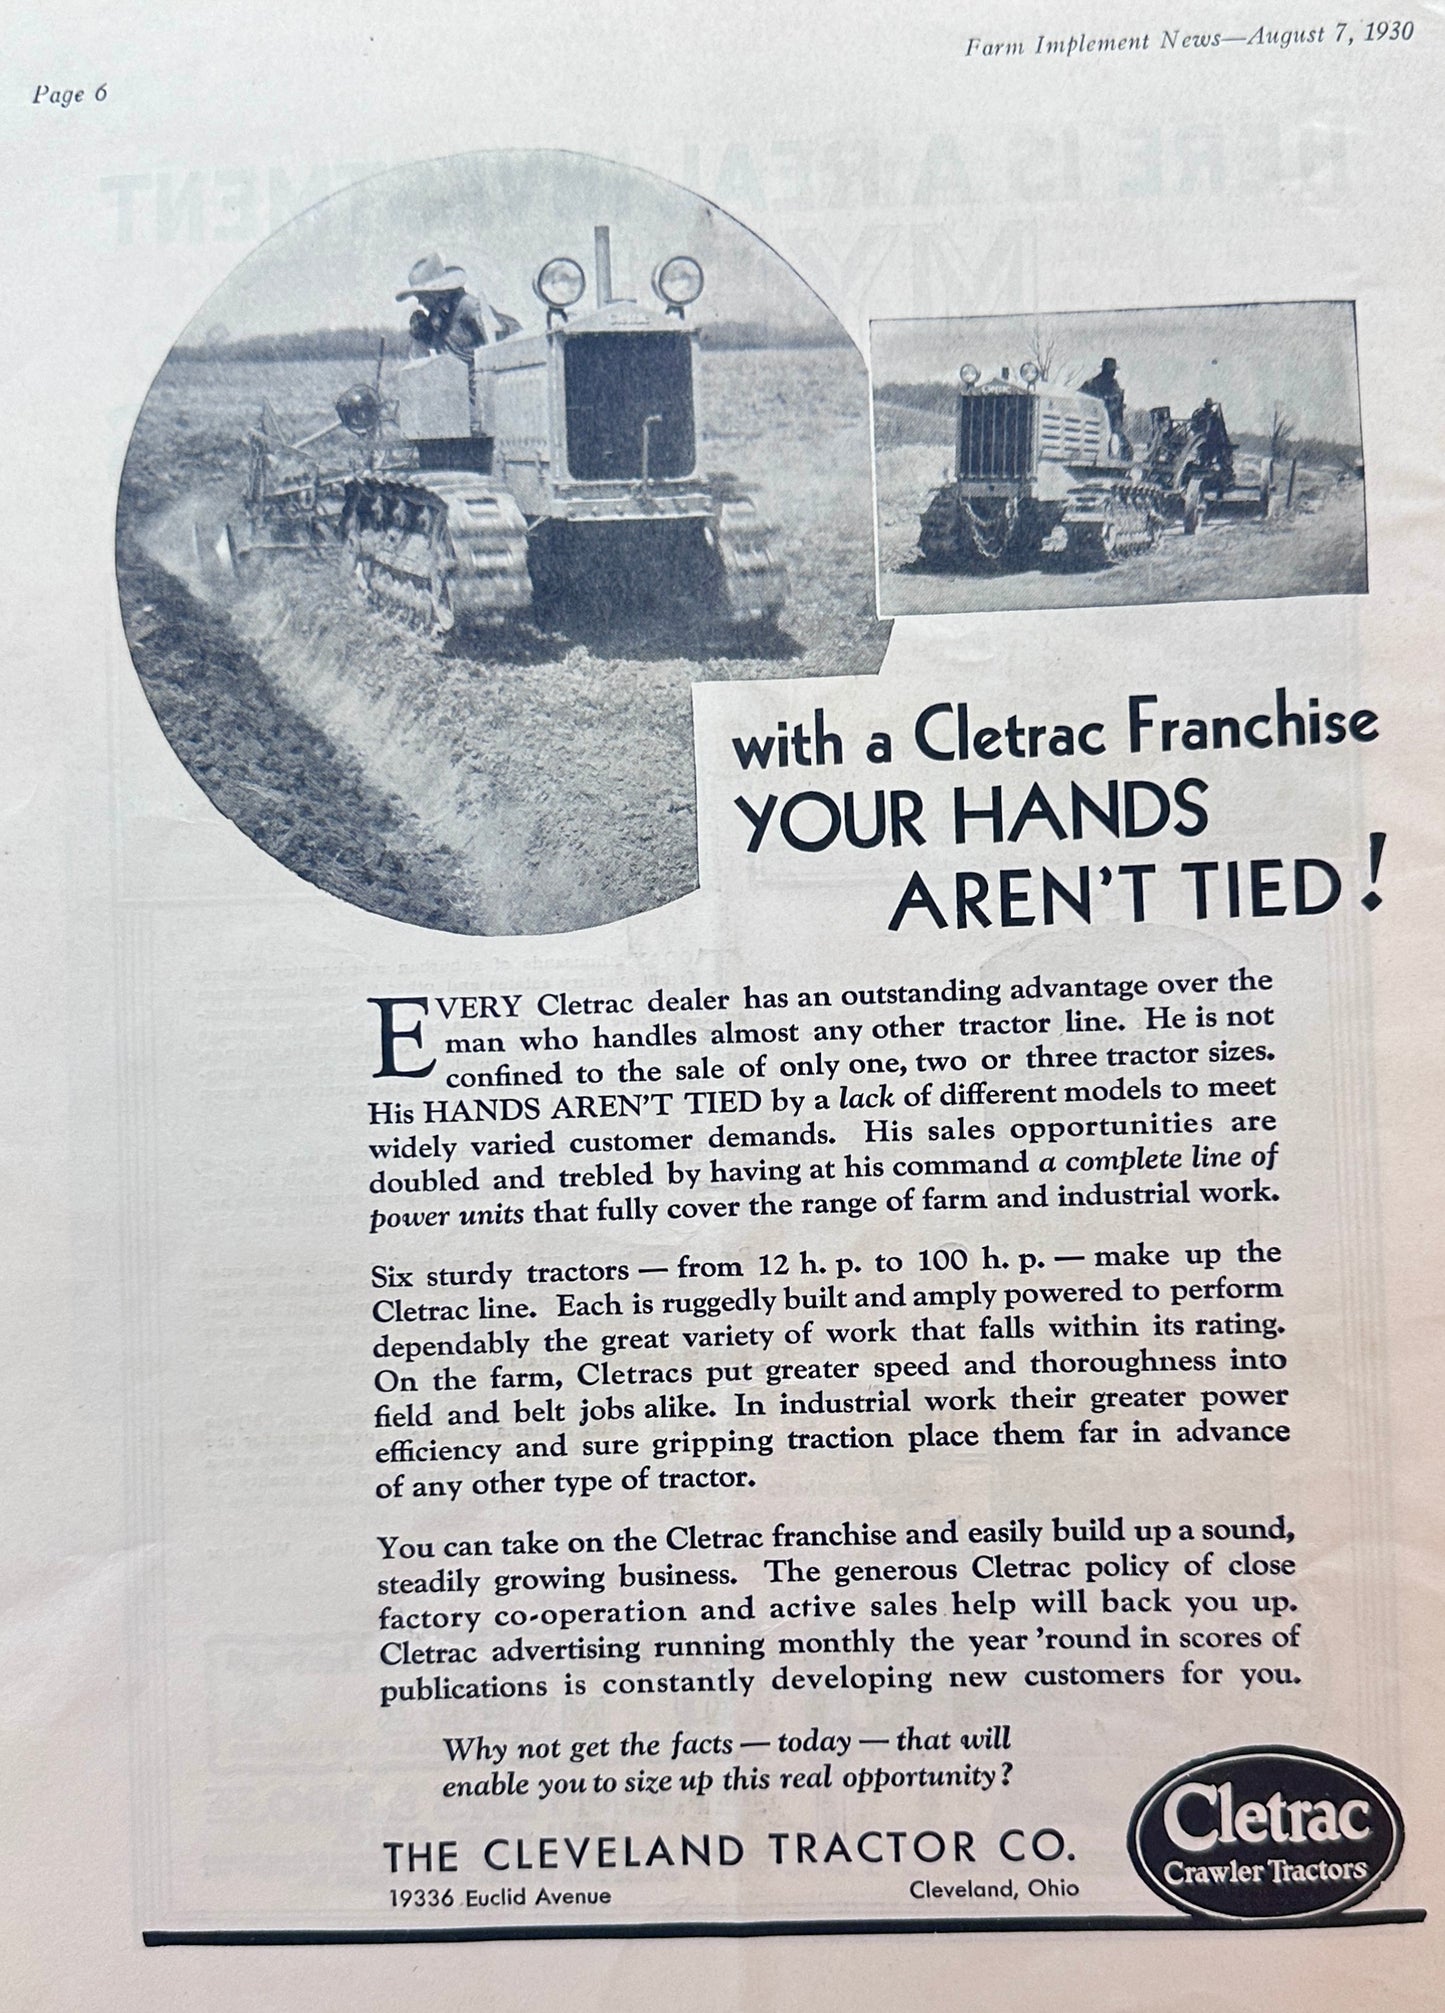 Farm Implement News—August 7, 1930
Page 6
with a Cletrac Franchise
YOUR HANDS
AREN'T TIED!
EVERY Cletrac dealer has an outstanding advantage over the
man who handles almost any other tractor line. He is not
confined to the sale of only one, two or three tractor sizes.
His HANDS AREN'T TIED by a lack of different models to meet
widely varied customer demands. His sales opportunities are
doubled and trebled by having at his command a complete line of
power units that fully cover the range of farm and industrial work.
Six sturdy tractors — from 12 h. p. to 100 h. p. — make up the
Cletrac line. Each is ruggedly built and amply powered to perform
dependably the great variety of work that falls within its rating.
On the farm, Cletracs put greater speed and thoroughness into
field and belt jobs alike. In industrial work their greater power
efficiency and sure gripping traction place them far in advance
of any other type of tractor.
You can take on the Cletrac franchise and easily build up a sound,
steadily growing business. The generous Cletrac policy of close
factory co-operation and active sales help will back you up.
Cletrac advertising running monthly the year 'round in scores of
publications is constantly developing new customers for you.
Why not get the facts — today — that will
enable you to size up this real opportunity?
THE CLEVELAND TRACTOR CO.
19336 Euclid Avenue Cleveland, Ohio
Cletrac
Crawler Tractors